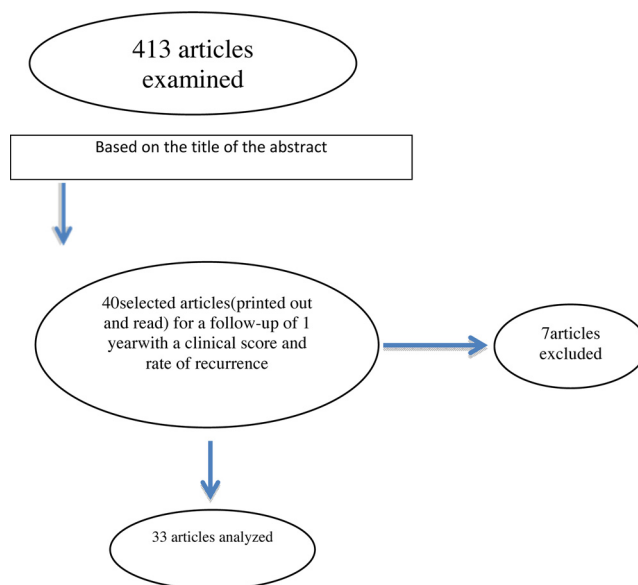 413 articles
examined
Based on the title of the abstract
40selected articles(printed out
and read) for a follow-up of 1
yearwith a clinical score and
rate of recurrence
7articles
excluded
33 articles analyzed